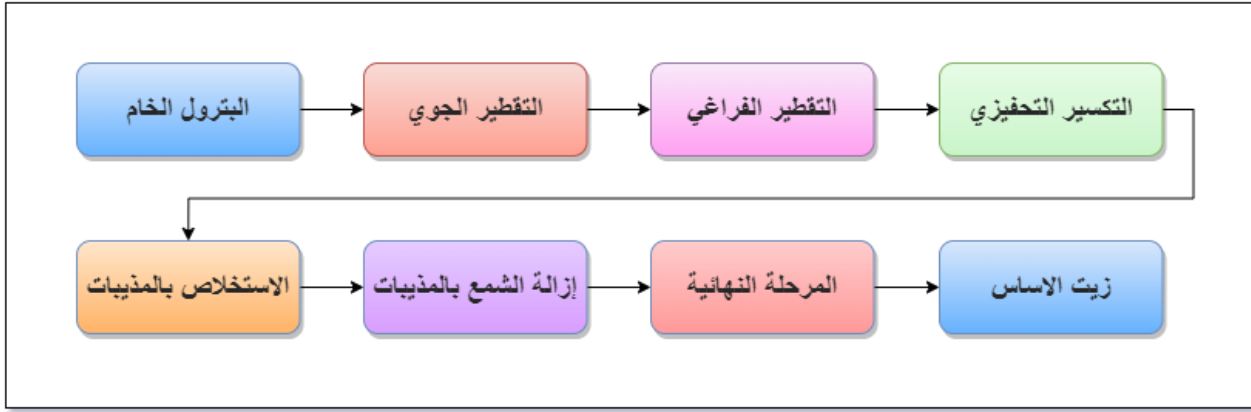 البترول الخام
التقطير الجوي
التقطير الفراغي
التكسير التحفيزي
الاستخلاص بالمذيبات
إزالة الشمع بالمذيبات
المرحلة النهائية
زيت الاساس